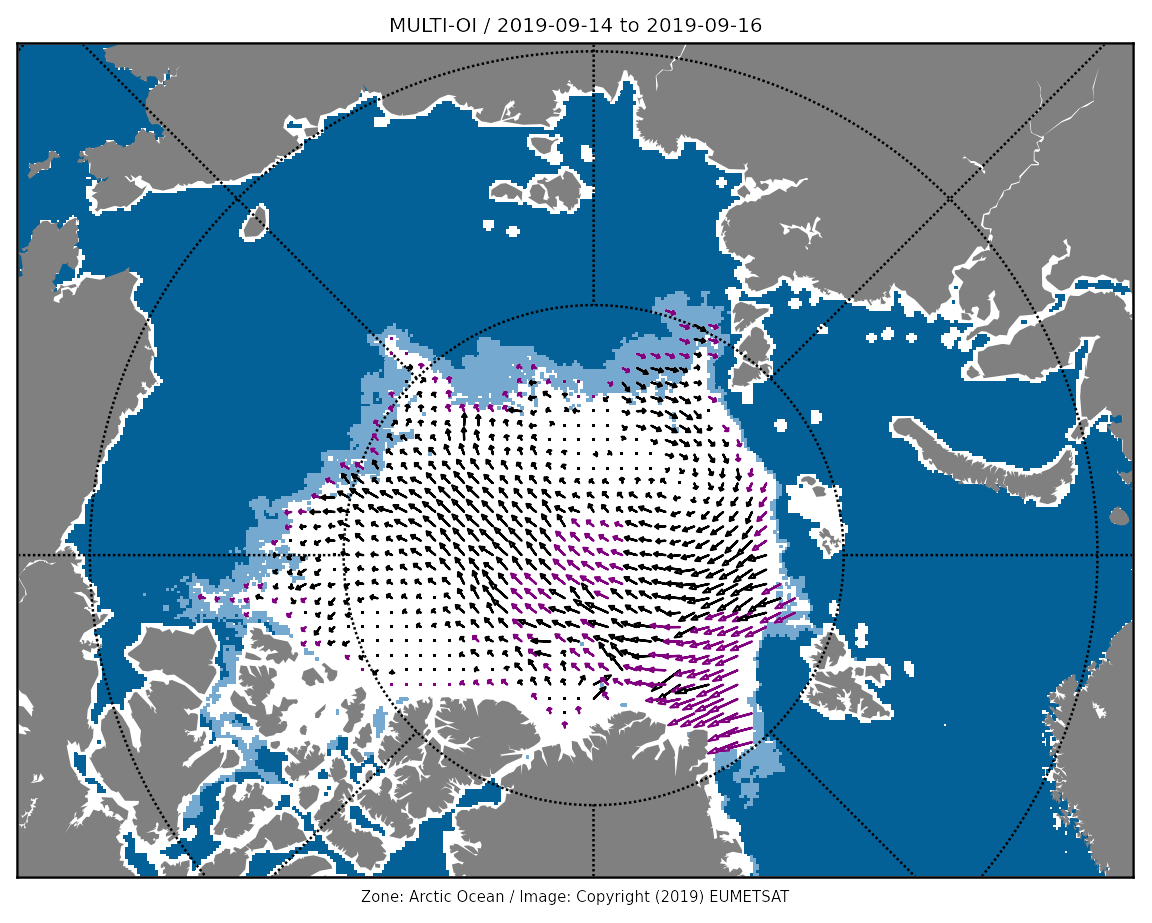 MULTI-OI / 2019-09-14 to 2019-09-16
Zone: Arctic Ocean / Image: Copyright (2019) EUMETSAT